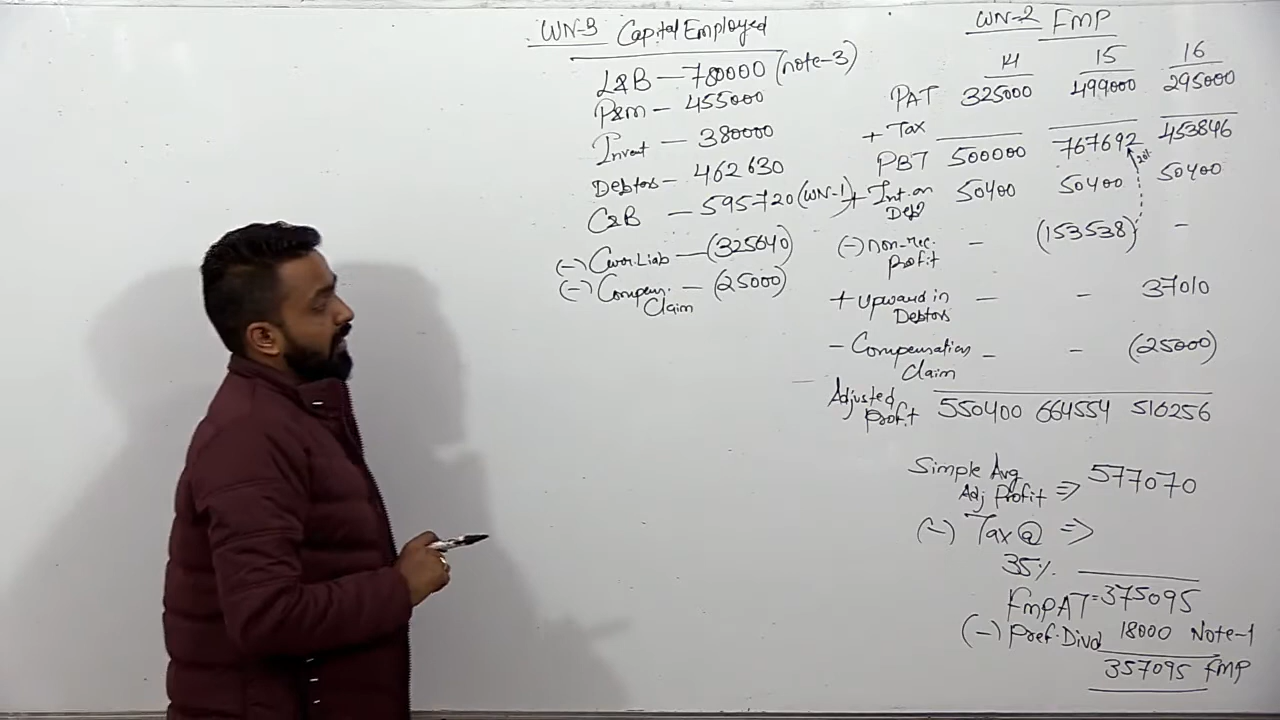 WN-3 Capital Employed
L&B — 780000 (note-3)
P&M — 455000
Invest — 380000
Debtors — 462630
C&B — 595720 (WN-1)
(-) Curr. Liab — (325640)
(-) Compen. Claim — (25000)
WN-2 FMP
14 15 16
PAT 325000 499000 295000
+ Tax
PBT 500000 767692 453846
20%
+ Int. on Deb? 50400 50400 50400
(-) Non-Rec. Profit - (153538) -
+ Upward in Debtors - - 37010
- Compensation Claim - - (25000)
Adjusted Profit 550400 664554 516256
Simple Avg
Adj Profit ⇒ 577070
(-) Tax @ ⇒
35%
FMPAT = 375095
(-) Pref. Divd 18000 Note-1
357095 FMP